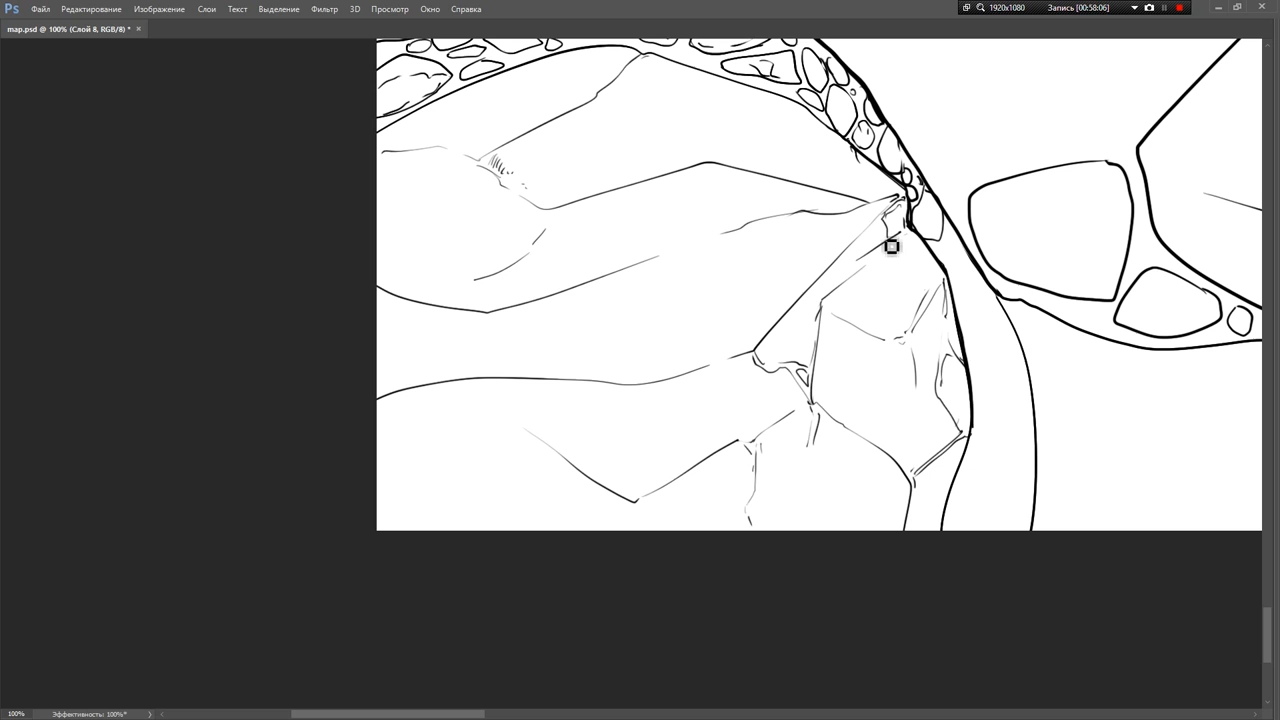 Ps Файл Редактирование Изображение Слои Текст Выделение Фильтр 3D Просмотр Окно Справка 1920x1080 Запись [00:58:06]
map.psd @ 100% (Слой 8, RGB/8) * ×
100% Эффективность: 100%*